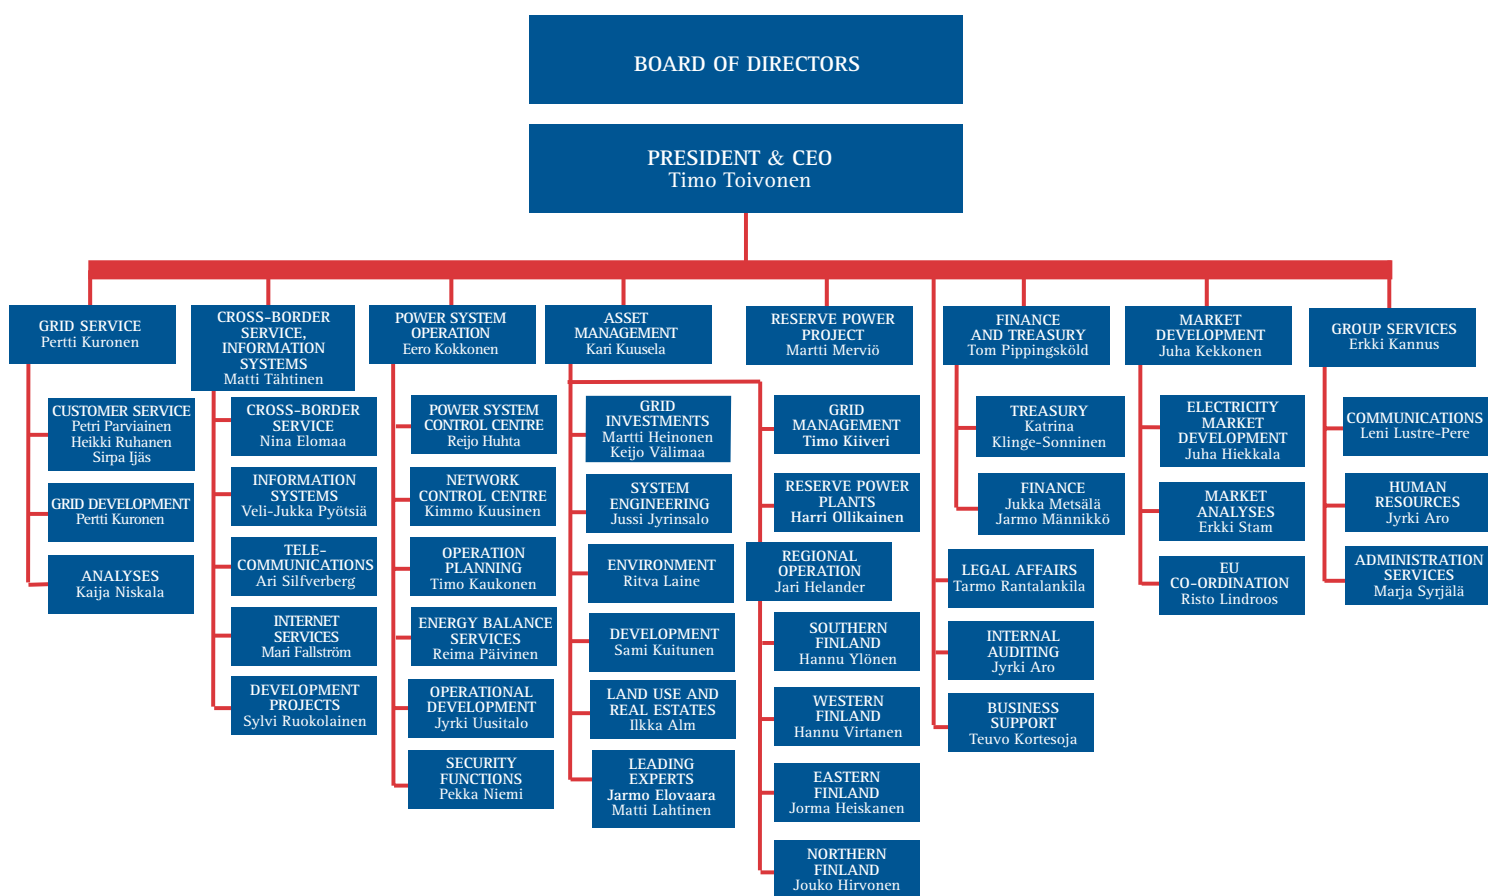 BOARD OF DIRECTORS
PRESIDENT & CEO
Timo Toivonen
GRID SERVICE
Pertti Kuronen
CUSTOMER SERVICE
Petri Parviainen
Heikki Ruhanen
Sirpa Ijäs
GRID DEVELOPMENT
Pertti Kuronen
ANALYSES
Kaija Niskala
CROSS-BORDER
SERVICE,
INFORMATION
SYSTEMS
Matti Tähtinen
CROSS-BORDER
SERVICE
Nina Elomaa
INFORMATION
SYSTEMS
Veli-Jukka Pyötsiä
TELE-
COMMUNICATIONS
Ari Silfverberg
INTERNET
SERVICES
Mari Fallström
DEVELOPMENT
PROJECTS
Sylvi Ruokolainen
POWER SYSTEM
OPERATION
Eero Kokkonen
POWER SYSTEM
CONTROL CENTRE
Reijo Huhta
NETWORK
CONTROL CENTRE
Kimmo Kuusinen
OPERATION
PLANNING
Timo Kaukonen
ENERGY BALANCE
SERVICES
Reima Päivinen
OPERATIONAL
DEVELOPMENT
Jyrki Uusitalo
SECURITY
FUNCTIONS
Pekka Niemi
ASSET
MANAGEMENT
Kari Kuusela
GRID
INVESTMENTS
Martti Heinonen
Keijo Välimaa
SYSTEM
ENGINEERING
Jussi Jyrinsalo
ENVIRONMENT
Ritva Laine
DEVELOPMENT
Sami Kuitunen
LAND USE AND
REAL ESTATES
Ilkka Alm
LEADING
EXPERTS
Jarmo Elovaara
Matti Lahtinen
RESERVE POWER
PROJECT
Martti Merviö
GRID
MANAGEMENT
Timo Kiiveri
RESERVE POWER
PLANTS
Harri Ollikainen
REGIONAL
OPERATION
Jari Helander
SOUTHERN
FINLAND
Hannu Ylönen
WESTERN
FINLAND
Hannu Virtanen
EASTERN
FINLAND
Jorma Heiskanen
NORTHERN
FINLAND
Jouko Hirvonen
FINANCE
AND TREASURY
Tom Pippingsköld
TREASURY
Katrina
Klinge-Sonninen
FINANCE
Jukka Metsälä
Jarmo Männikkö
LEGAL AFFAIRS
Tarmo Rantalankila
INTERNAL
AUDITING
Jyrki Aro
BUSINESS
SUPPORT
Teuvo Kortesoja
MARKET
DEVELOPMENT
Juha Kekkonen
ELECTRICITY
MARKET
DEVELOPMENT
Juha Hiekkala
MARKET
ANALYSES
Erkki Stam
EU
CO-ORDINATION
Risto Lindroos
GROUP SERVICES
Erkki Kannus
COMMUNICATIONS
Leni Lustre-Pere
HUMAN
RESOURCES
Jyrki Aro
ADMINISTRATION
SERVICES
Marja Syrjälä